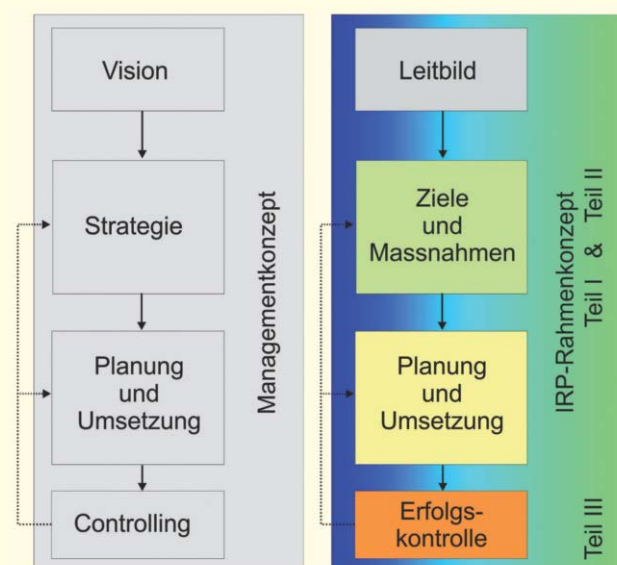 Vision
Strategie
Planung
und
Umsetzung
Controlling
Managementkonzept
Leitbild
Ziele
und
Massnahmen
Planung
und
Umsetzung
Erfolgs-
kontrolle
IRP-Rahmenkonzept
Teil I & Teil II
Teil III